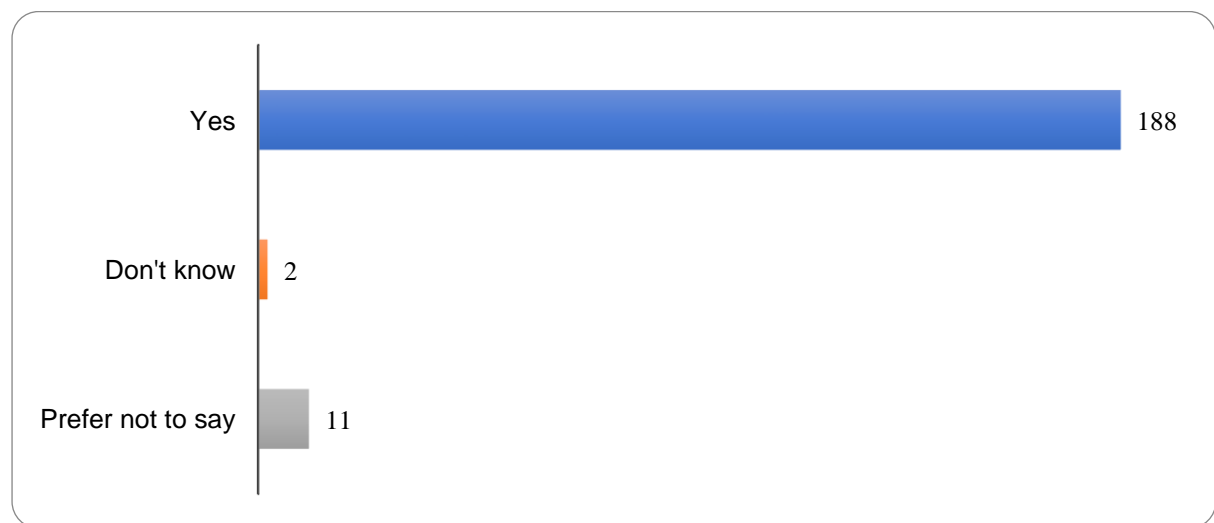 Yes 188
Don't know 2
Prefer not to say 11